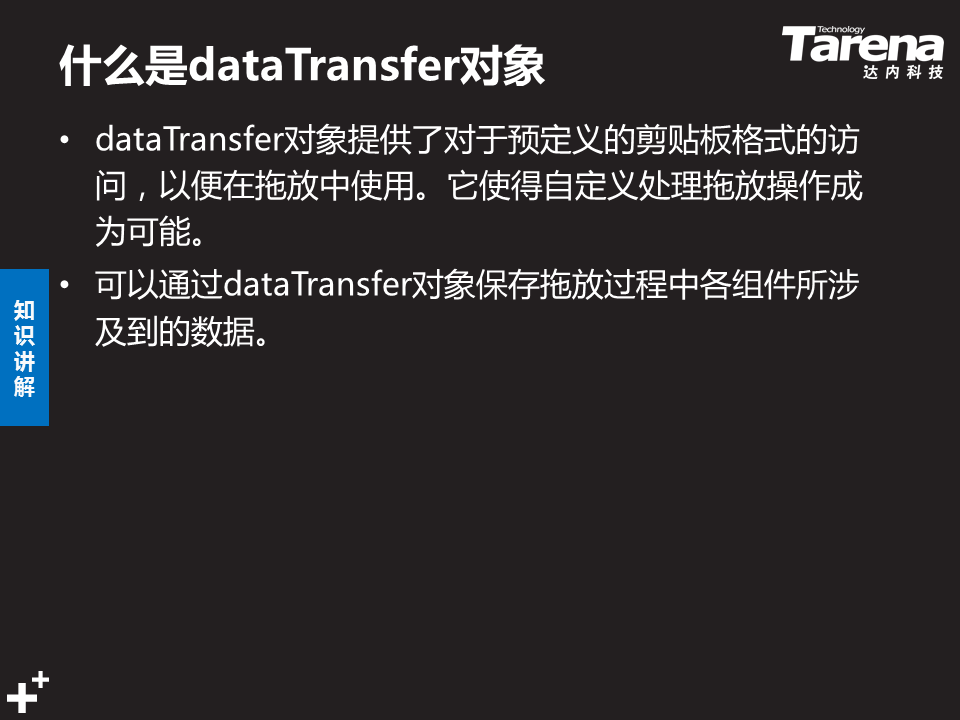 什么是dataTransfer对象
Technology
Tarena
达内科技
• dataTransfer对象提供了对于预定义的剪贴板格式的访
问，以便在拖放中使用。它使得自定义处理拖放操作成
为可能。
• 可以通过dataTransfer对象保存拖放过程中各组件所涉
及到的数据。
知
识
讲
解